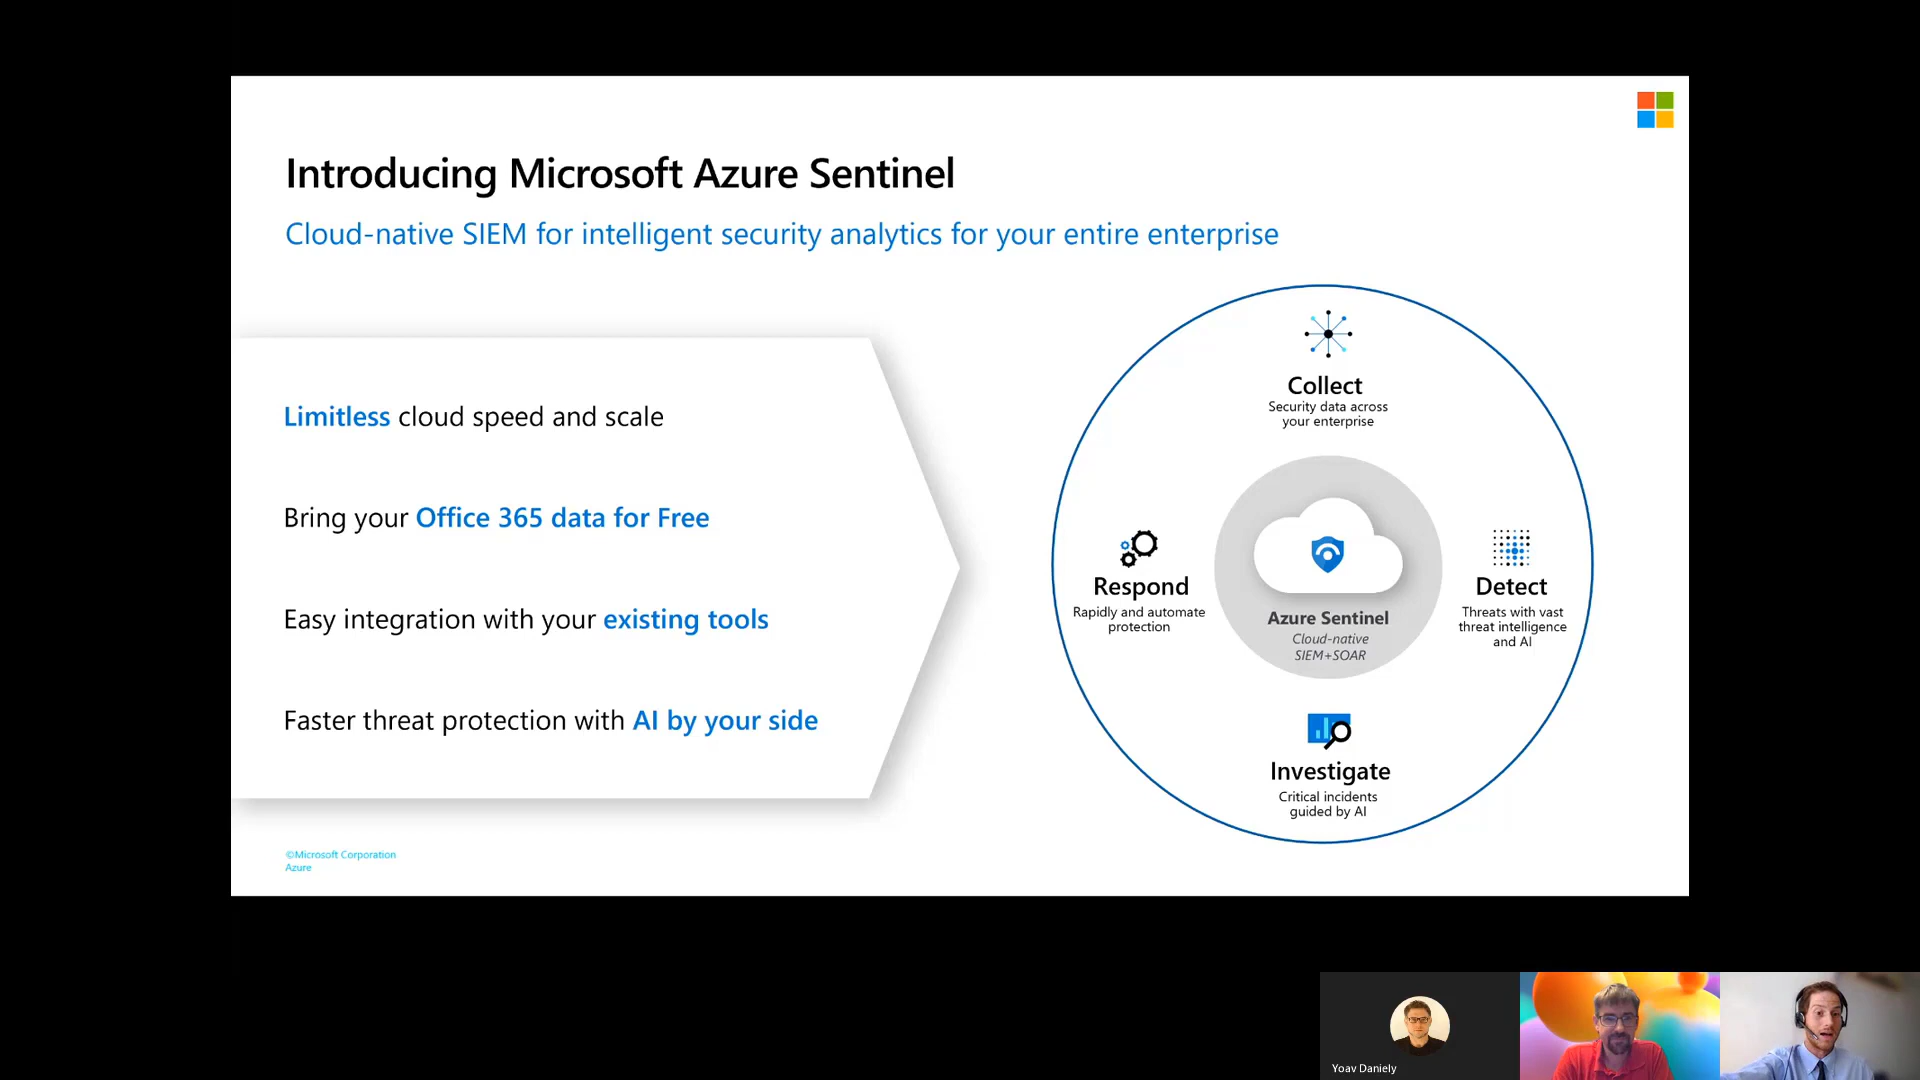 Introducing Microsoft Azure Sentinel
Cloud-native SIEM for intelligent security analytics for your entire enterprise
Limitless cloud speed and scale
Bring your Office 365 data for Free
Easy integration with your existing tools
Faster threat protection with AI by your side
Collect
Security data across
your enterprise
Respond
Rapidly and automate
protection
Azure Sentinel
Cloud-native
SIEM+SOAR
Detect
Threats with vast
threat intelligence
and AI
Investigate
Critical incidents
guided by AI
©Microsoft Corporation
Azure
Yoav Daniely